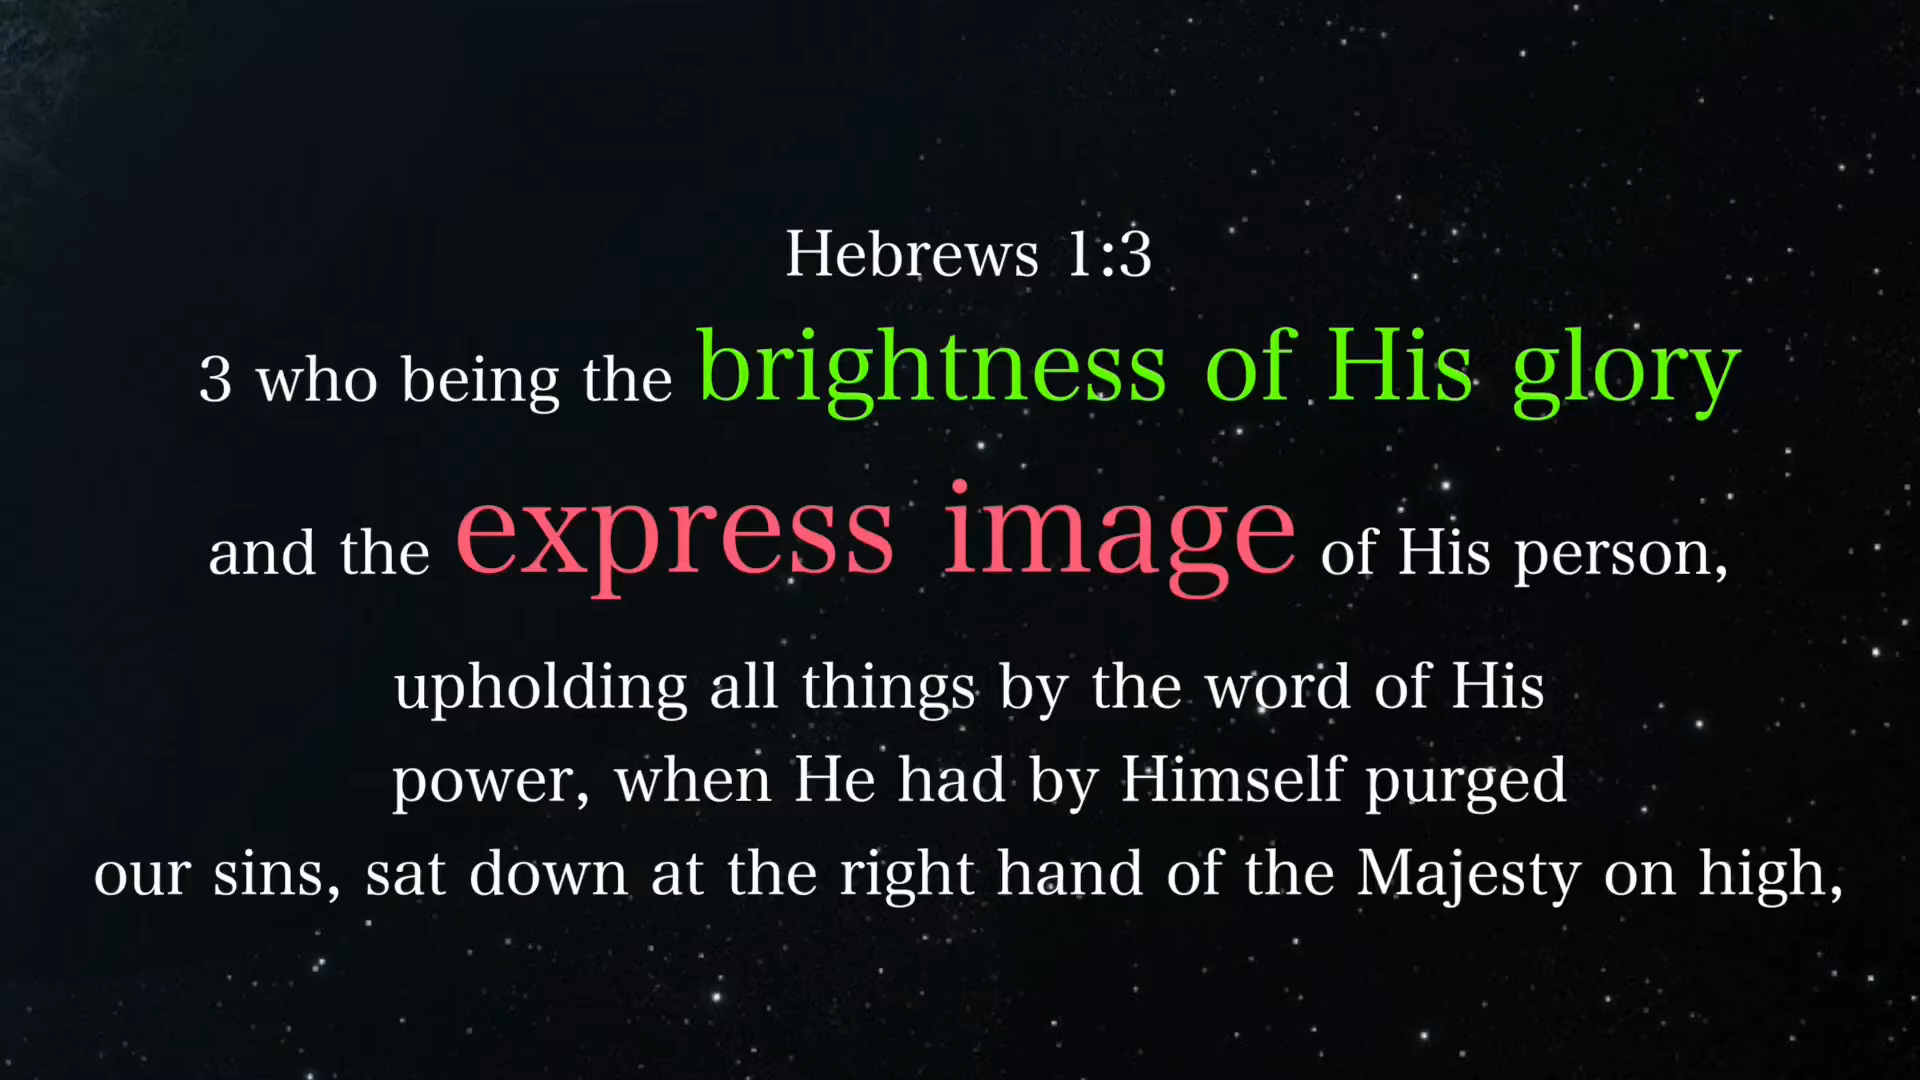 Hebrews 1:3
3 who being the brightness of His glory
and the express image of His person,
upholding all things by the word of His
power, when He had by Himself purged
our sins, sat down at the right hand of the Majesty on high,